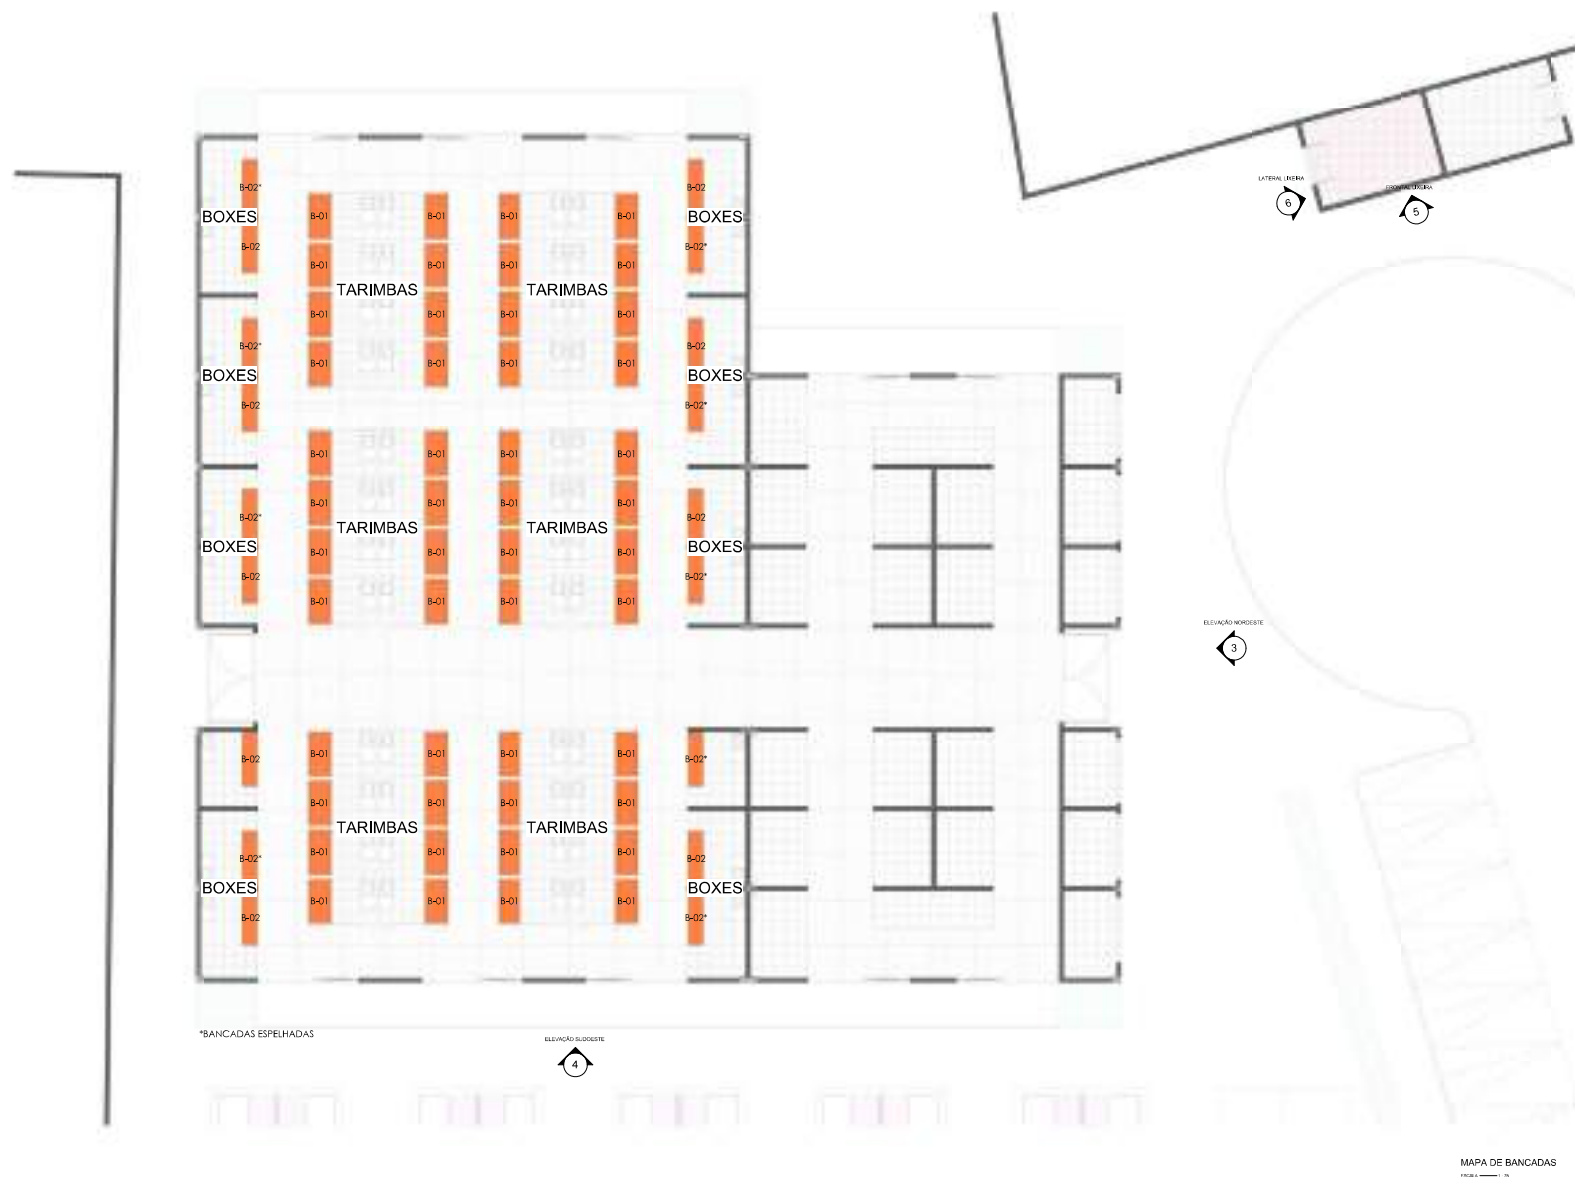 LATERAL LIXEIRA
6
FRONTAL LIXEIRA
5
B-02* B-02
BOXES B-01 B-01 B-01 B-01 BOXES
B-02 B-02*
B-01 B-01 B-01 B-01
TARIMBAS TARIMBAS
B-01 B-01 B-01 B-01
B-02* B-02
B-01 B-01 B-01 B-01
BOXES BOXES
B-02 B-02*
B-01 B-01 B-01 B-01
B-01 B-01 B-01 B-01
B-02* B-02
TARIMBAS TARIMBAS
BOXES B-01 B-01 B-01 B-01 BOXES
B-02 B-02*
B-01 B-01 B-01 B-01
ELEVAÇÃO NORDESTE
3
B-02 B-01 B-01 B-01 B-01 B-02*
B-01 B-01 B-01 B-01
TARIMBAS TARIMBAS
B-02* B-01 B-01 B-01 B-01 B-02
BOXES BOXES
B-01 B-01 B-01 B-01
B-02 B-02*
*BANCADAS ESPELHADAS
ELEVAÇÃO SUDOESTE
4
MAPA DE BANCADAS